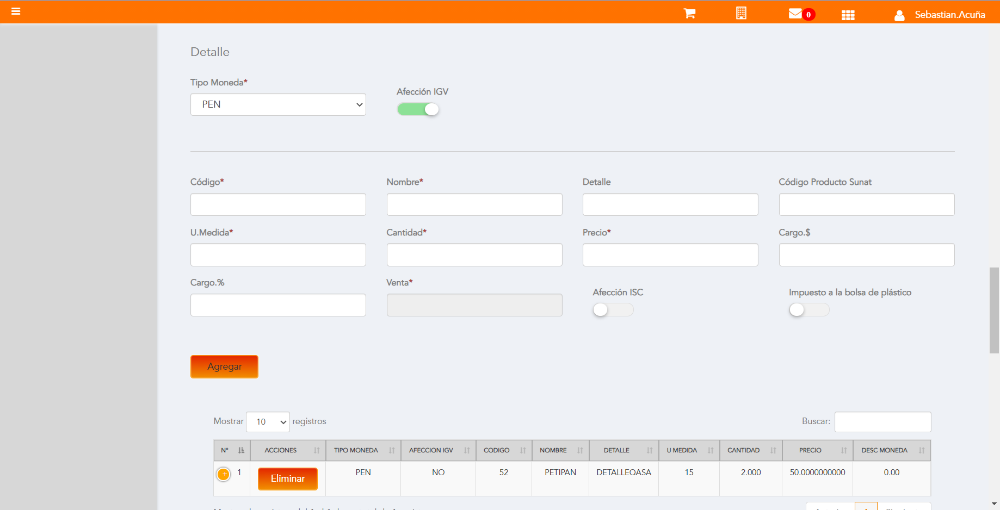 0
Sebastian.Acuña
Detalle
Tipo Moneda*
Afección IGV
PEN
Código* Nombre* Detalle Código Producto Sunat
U.Medida* Cantidad* Precio* Cargo.$
Cargo.% Venta*
Afección ISC Impuesto a la bolsa de plástico
Agregar
Mostrar 10 registros Buscar:
N° ACCIONES TIPO MONEDA AFECCION IGV CODIGO NOMBRE DETALLE U MEDIDA CANTIDAD PRECIO DESC MONEDA
1 Eliminar PEN NO 52 PETIPAN DETALLEQASA 15 2.000 50.0000000000 0.00